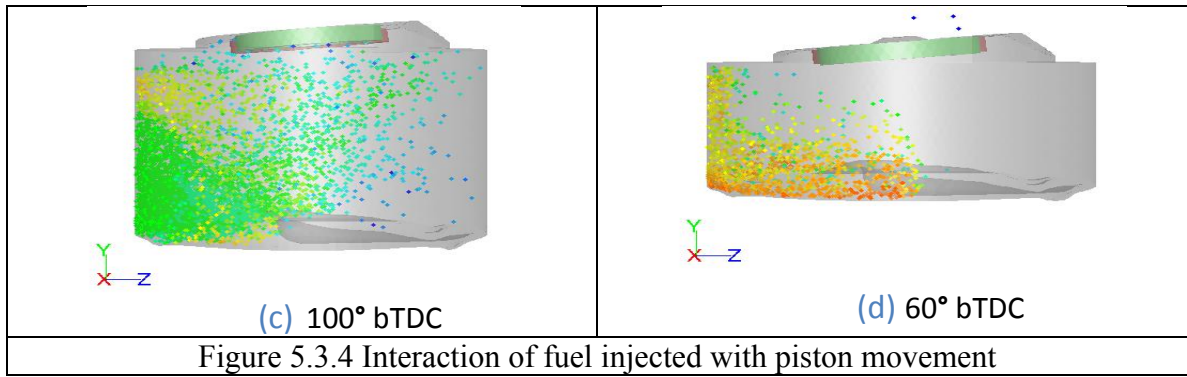 Y
X Z
(c) 100° bTDC
Y
X Z
(d) 60° bTDC
Figure 5.3.4 Interaction of fuel injected with piston movement